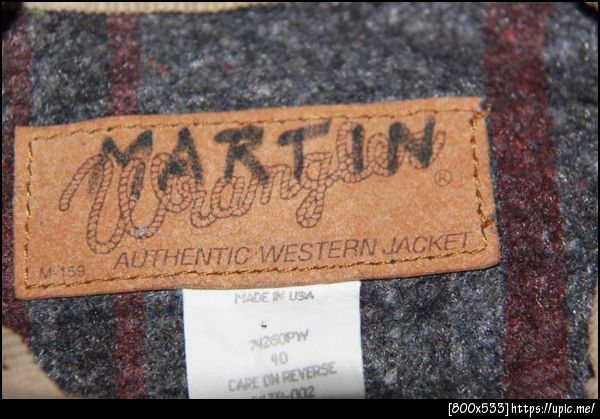 MARTIN
Wrangler ®
AUTHENTIC WESTERN JACKET
M-159
MADE IN USA
74260PW
40
CARE ON REVERSE
[800x533]https://upic.me/